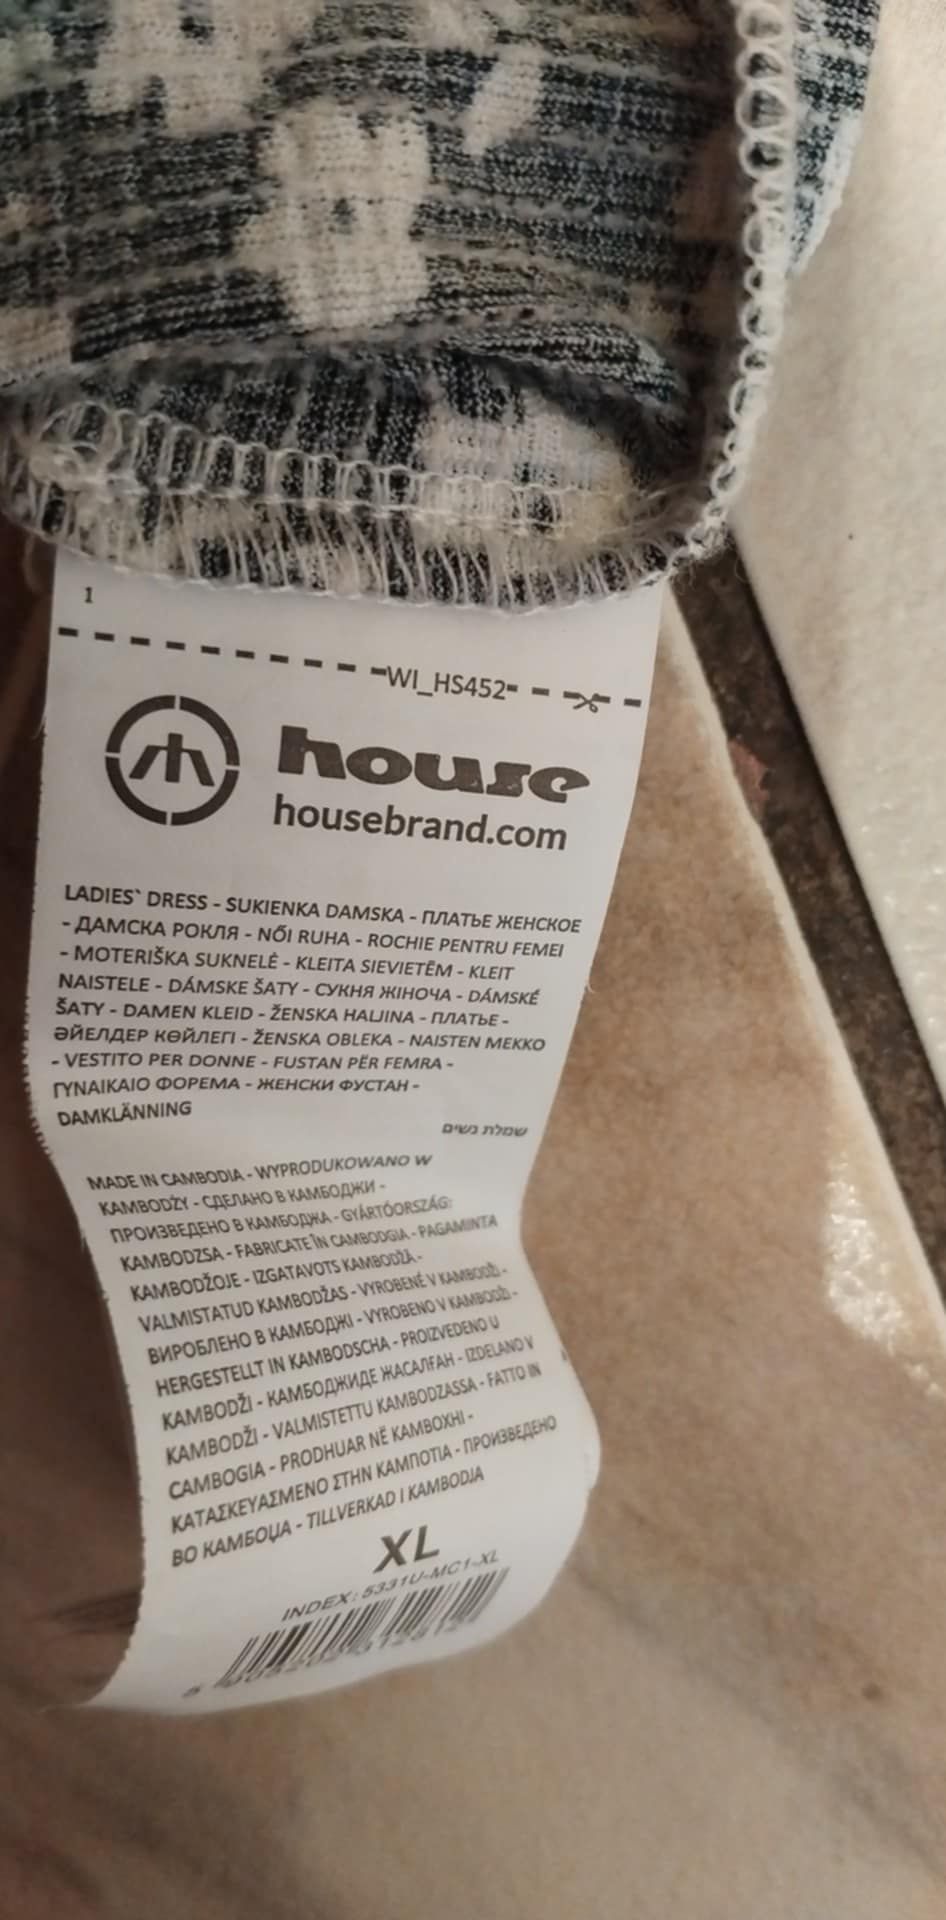 1
WI_HS452
house
housebrand.com
LADIES` DRESS - SUKIENKA DAMSKA - ПЛАТЬЕ ЖЕНСКОЕ
- ДАМСКА РОКЛЯ - NŐI RUHA - ROCHIE PENTRU FEMEI
- MOTERIŠKA SUKNELĖ - KLEITA SIEVIETĒM - KLEIT
NAISTELE - DÁMSKE ŠATY - СУКНЯ ЖІНОЧА - DÁMSKÉ
ŠATY - DAMEN KLEID - ŽENSKA HALJINA - ПЛАТЬЕ -
ӘЙЕЛДЕР КӨЙЛЕГІ - ŽENSKA OBLEKA - NAISTEN MEKKO
- VESTITO PER DONNE - FUSTAN PËR FEMRA -
ΓΥΝΑΙΚΑΙΟ ΦΟΡΕΜΑ - ЖЕНСКИ ФУСТАН -
DAMKLÄNNING
שמלת נשים
MADE IN CAMBODIA - WYPRODUKOWANO W
KAMBODŻY - СДЕЛАНО В КАМБОДЖИ -
ПРОИЗВЕДЕНО В КАМБОДЖА - GYÁRTÓORSZÁG:
KAMBODZSA - FABRICATE ÎN CAMBODGIA - PAGAMINTA
KAMBODŽOJE - IZGATAVOTS KAMBODŽĀ -
VALMISTATUD KAMBODŽAS - VYROBENÉ V KAMBODŽI -
ВИРОБЛЕНО В КАМБОДЖІ - VYROBENO V KAMBODŽI -
HERGESTELLT IN KAMBODSCHA - PROIZVEDENO U
KAMBODŽI - КАМБОДЖИДЕ ЖАСАЛҒАН - IZDELANO V
KAMBODŽI - VALMISTETTU KAMBODZASSA - FATTO IN
CAMBOGIA - PRODHUAR NË KAMBOXHI -
ΚΑΤΑΣΚΕΥΑΣΜΕΝΟ ΣΤΗΝ ΚΑΜΠΟΤΙΑ - ПРОИЗВЕДЕНО
ВО КАМБОЏА - TILLVERKAD I KAMBODJA
XL
INDEX: 5331U-MC1-XL